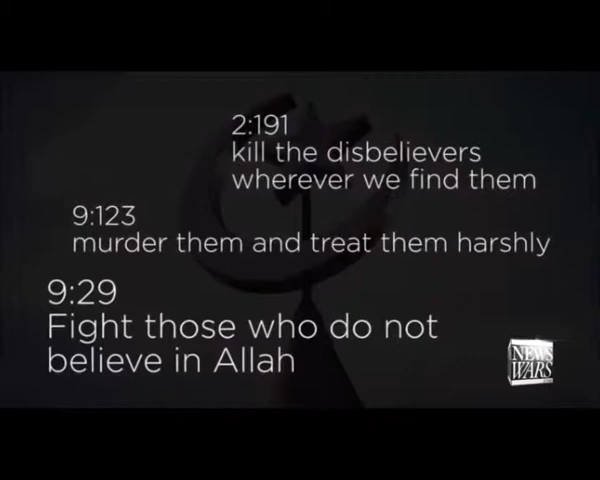 2:191
kill the disbelievers
wherever we find them
9:123
murder them and treat them harshly
9:29
Fight those who do not
believe in Allah
NEWS
WARS